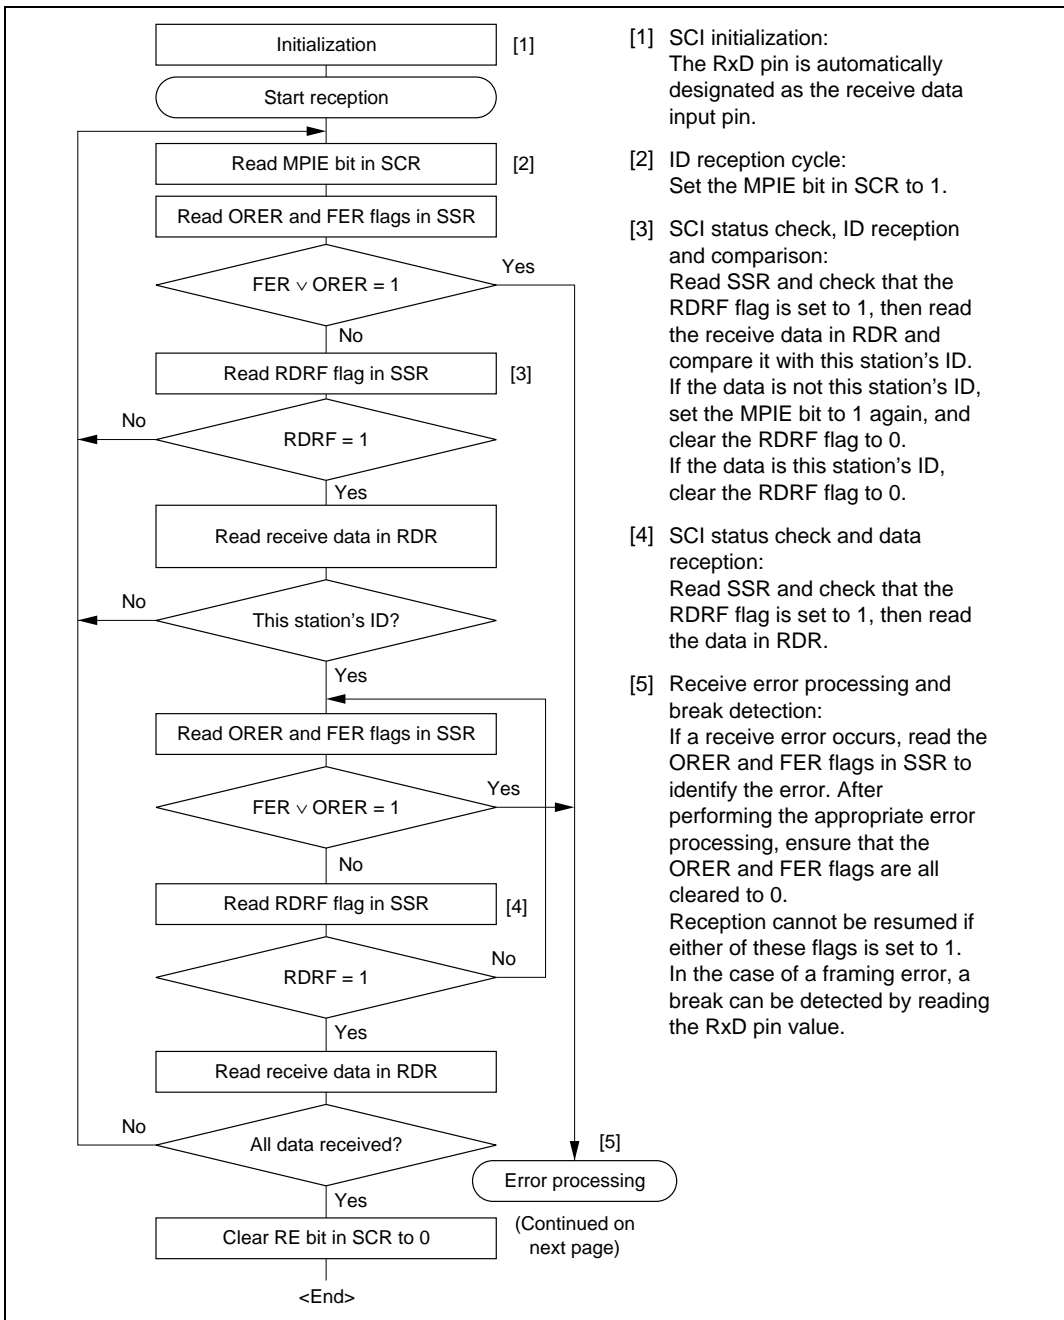 Initialization [1]
Start reception
Read MPIE bit in SCR [2]
Read ORER and FER flags in SSR
FER ∨ ORER = 1
Yes
No
Read RDRF flag in SSR [3]
No
RDRF = 1
Yes
Read receive data in RDR
No
This station's ID?
Yes
Read ORER and FER flags in SSR
FER ∨ ORER = 1
Yes
No
Read RDRF flag in SSR [4]
No
RDRF = 1
Yes
Read receive data in RDR
No
All data received?
[5]
Error processing
Yes
(Continued on
next page)
Clear RE bit in SCR to 0
<End>
[1] SCI initialization:
The RxD pin is automatically
designated as the receive data
input pin.
[2] ID reception cycle:
Set the MPIE bit in SCR to 1.
[3] SCI status check, ID reception
and comparison:
Read SSR and check that the
RDRF flag is set to 1, then read
the receive data in RDR and
compare it with this station's ID.
If the data is not this station's ID,
set the MPIE bit to 1 again, and
clear the RDRF flag to 0.
If the data is this station's ID,
clear the RDRF flag to 0.
[4] SCI status check and data
reception:
Read SSR and check that the
RDRF flag is set to 1, then read
the data in RDR.
[5] Receive error processing and
break detection:
If a receive error occurs, read the
ORER and FER flags in SSR to
identify the error. After
performing the appropriate error
processing, ensure that the
ORER and FER flags are all
cleared to 0.
Reception cannot be resumed if
either of these flags is set to 1.
In the case of a framing error, a
break can be detected by reading
the RxD pin value.